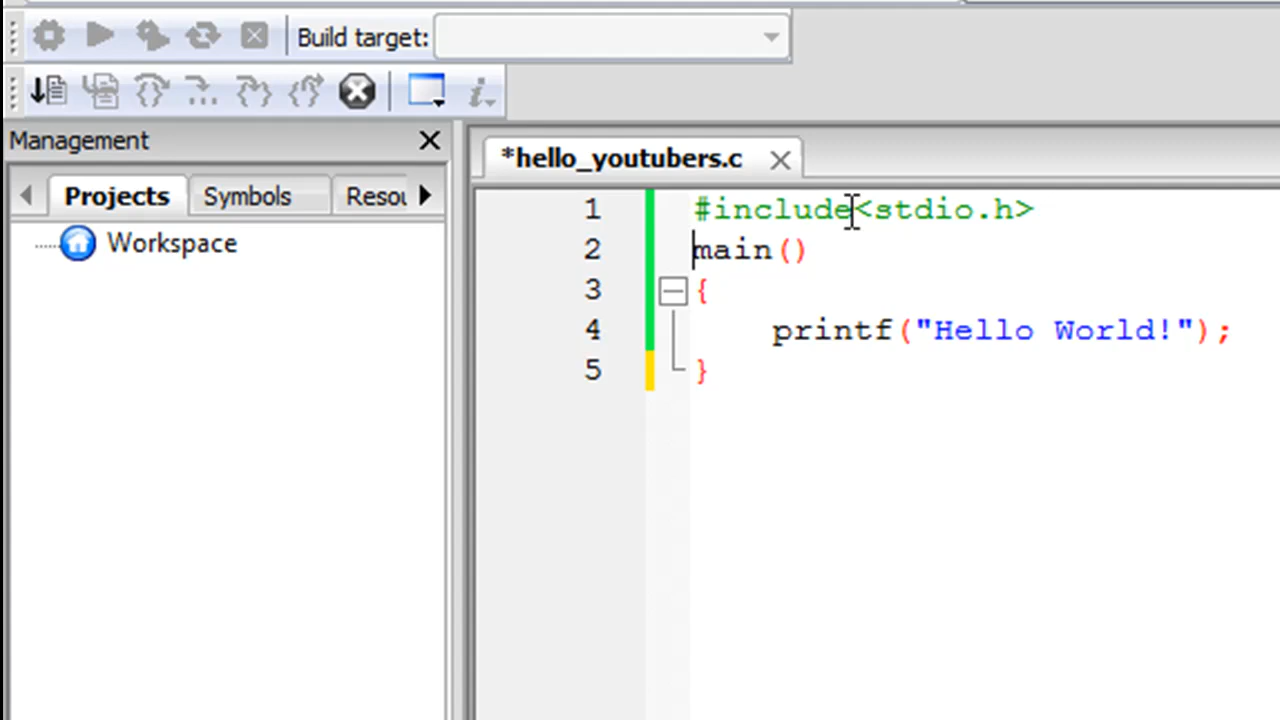 Build target:
Management
Projects Symbols Resou
Workspace
*hello_youtubers.c
1 #include<stdio.h>
2 main()
3 {
4 printf("Hello World!");
5 }